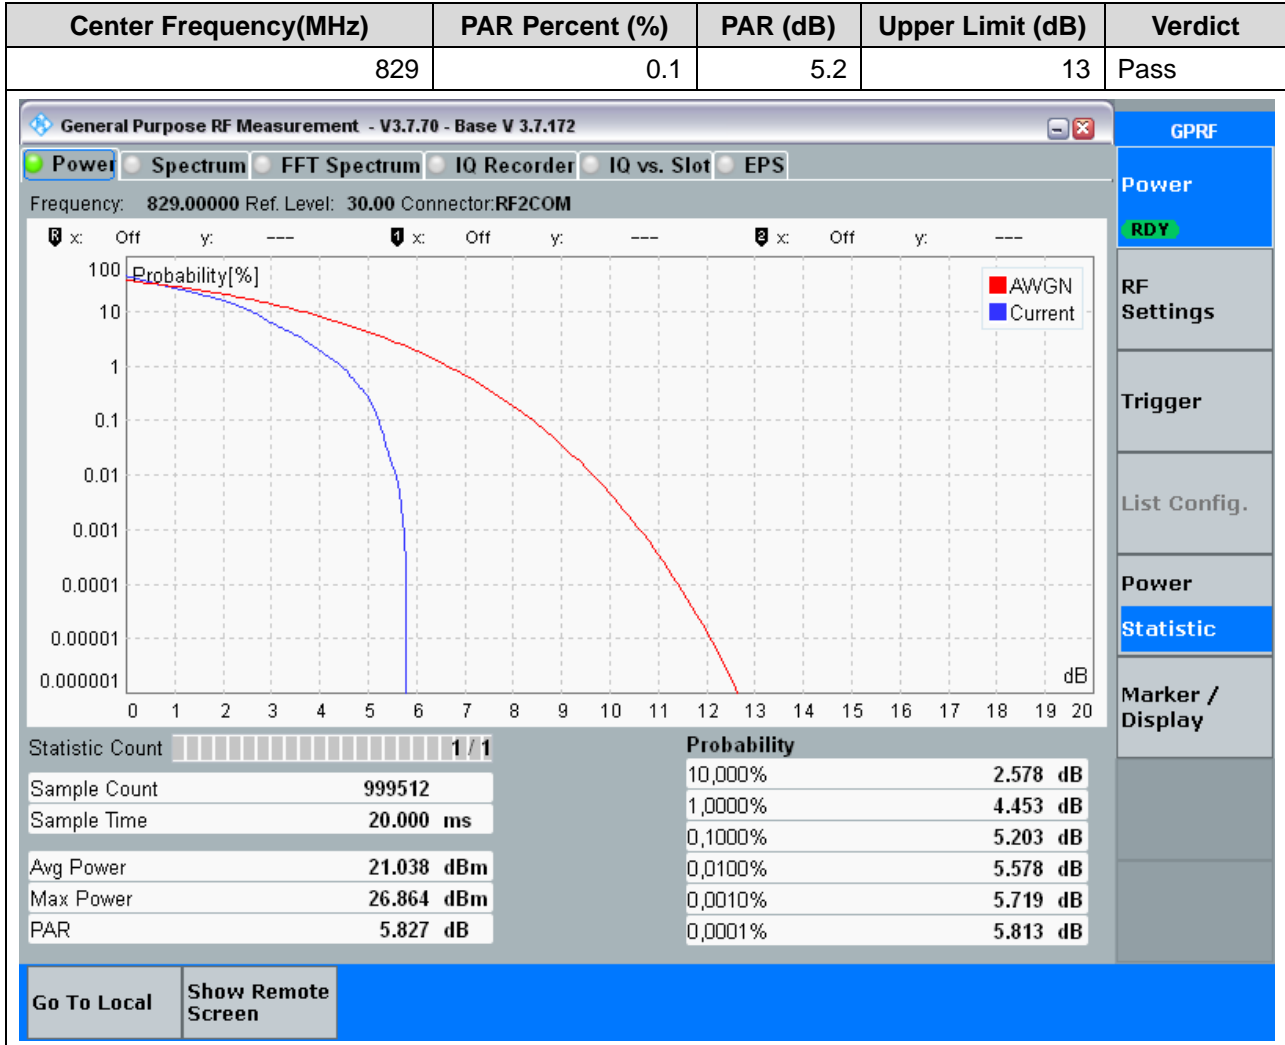 Center Frequency(MHz) PAR Percent (%) PAR (dB) Upper Limit (dB) Verdict
829 0.1 5.2 13 Pass
General Purpose RF Measurement - V3.7.70 - Base V 3.7.172
GPRF
Power Spectrum FFT Spectrum IQ Recorder IQ vs. Slot EPS
Frequency: 829.00000 Ref. Level: 30.00 Connector:RF2COM
R x: Off y: --- 1 x: Off y: --- 2 x: Off y: ---
Probability[%]
AWGN
Current
100
10
1
0.1
0.01
0.001
0.0001
0.00001
0.000001
dB
0 1 2 3 4 5 6 7 8 9 10 11 12 13 14 15 16 17 18 19 20
Statistic Count 1 / 1
Sample Count 999512
Sample Time 20.000 ms
Avg Power 21.038 dBm
Max Power 26.864 dBm
PAR 5.827 dB
Probability
10,000% 2.578 dB
1,0000% 4.453 dB
0,1000% 5.203 dB
0,0100% 5.578 dB
0,0010% 5.719 dB
0,0001% 5.813 dB
Power
RDY
RF
Settings
Trigger
List Config.
Power
Statistic
Marker /
Display
Go To Local
Show Remote
Screen